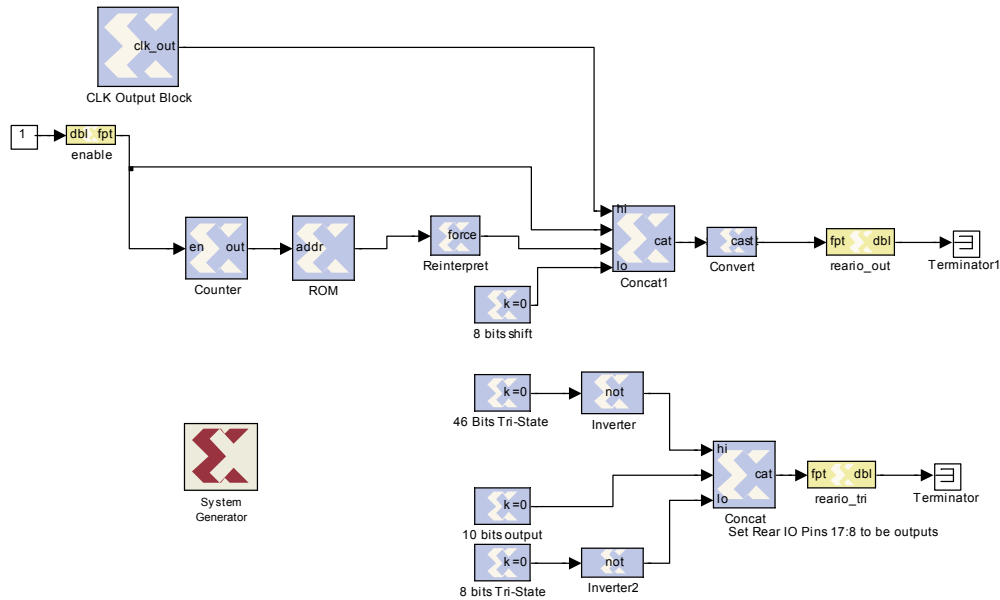 clk_out
CLK Output Block
1
dbl fpt
enable
en out
Counter
addr
ROM
force
Reinterpret
hi
cat
lo
Concat1
cast
Convert
fpt dbl
reario_out
Terminator1
k=0
8 bits shift
k=0
46 Bits Tri-State
not
Inverter
System
Generator
k=0
10 bits output
k=0
8 bits Tri-State
not
Inverter2
hi
cat
lo
Concat
fpt dbl
reario_tri
Terminator
Set Rear IO Pins 17:8 to be outputs